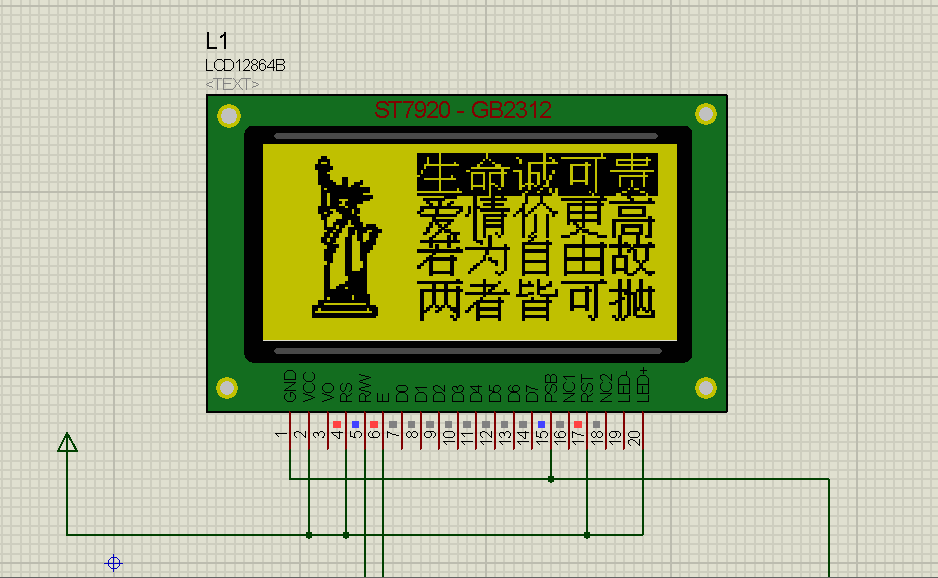 L1
LCD12864B
<TEXT>
ST7920 - GB2312
生命诚可贵
爱情价更高
若为自由故
两者皆可抛
GND VCC VO RS R/W E D0 D1 D2 D3 D4 D5 D6 D7 PSB NC1 RST NC2 LED- LED+
1 2 3 4 5 6 7 8 9 10 11 12 13 14 15 16 17 18 19 20